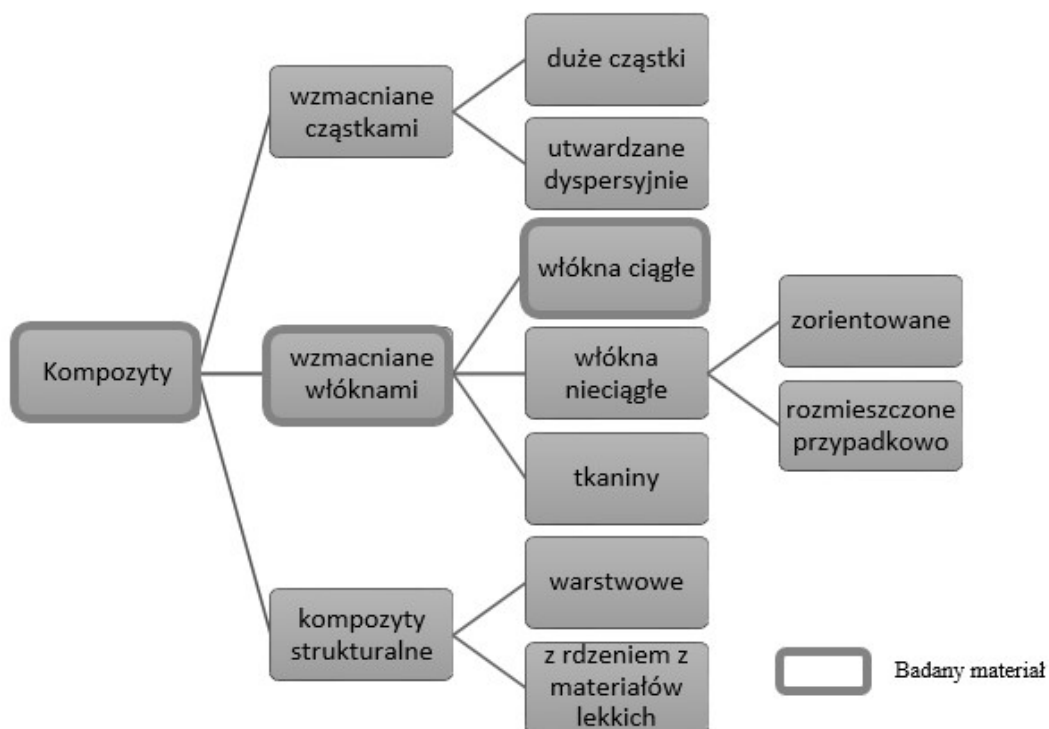 duże cząstki
wzmacniane
cząstkami
utwardzane
dyspersyjnie
włókna ciągłe
zorientowane
Kompozyty
wzmacniane
włóknami
włókna
nieciągłe
rozmieszczone
przypadkowo
tkaniny
warstwowe
kompozyty
strukturalne
z rdzeniem z
materiałów
lekkich
Badany materiał